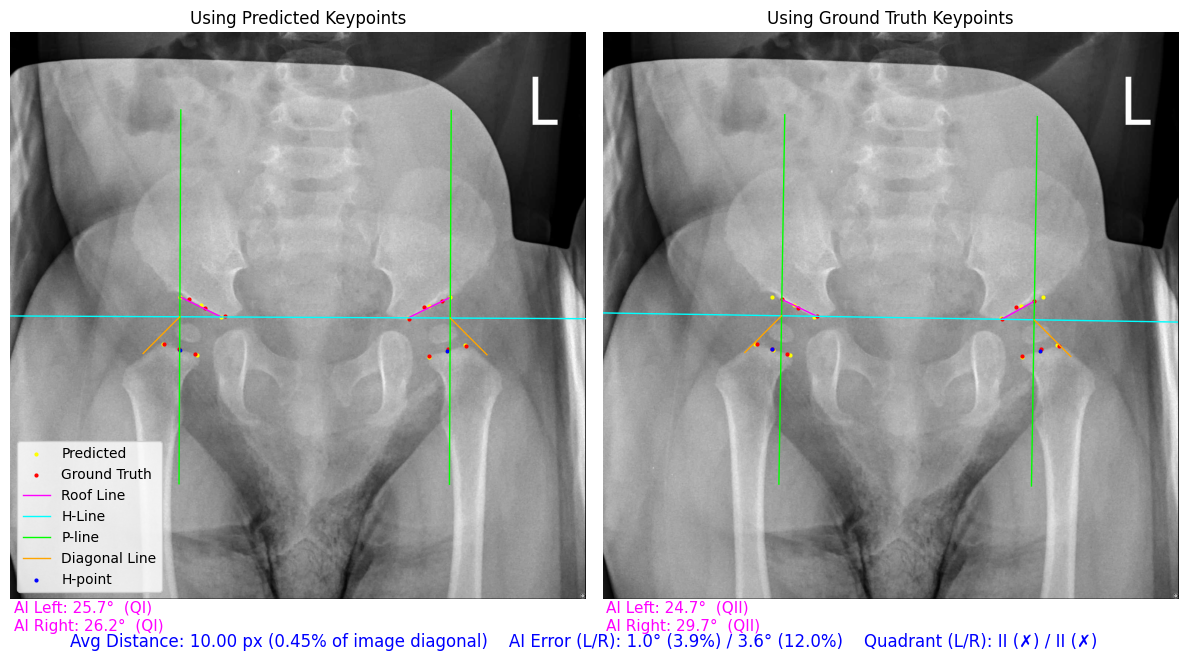 Using Predicted Keypoints
Using Ground Truth Keypoints
L
L
Predicted
Ground Truth
Roof Line
H-Line
P-line
Diagonal Line
H-point
AI Left: 25.7° (QI)
AI Right: 26.2° (QI)
AI Left: 24.7° (QII)
AI Right: 29.7° (QII)
Avg Distance: 10.00 px (0.45% of image diagonal) AI Error (L/R): 1.0° (3.9%) / 3.6° (12.0%) Quadrant (L/R): II (✗) / II (✗)